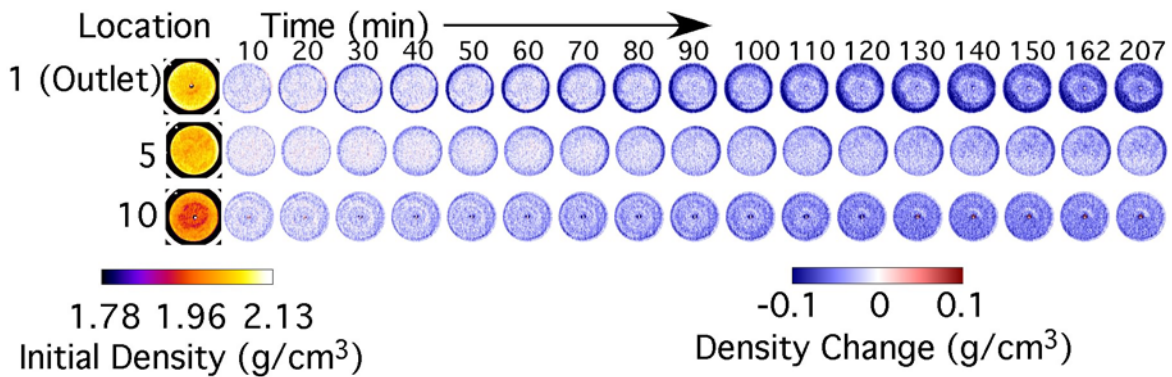 Location Time (min)
10 20 30 40 50 60 70 80 90 100 110 120 130 140 150 162 207
1 (Outlet)
5
10
1.78 1.96 2.13
Initial Density (g/cm³)
-0.1 0 0.1
Density Change (g/cm³)